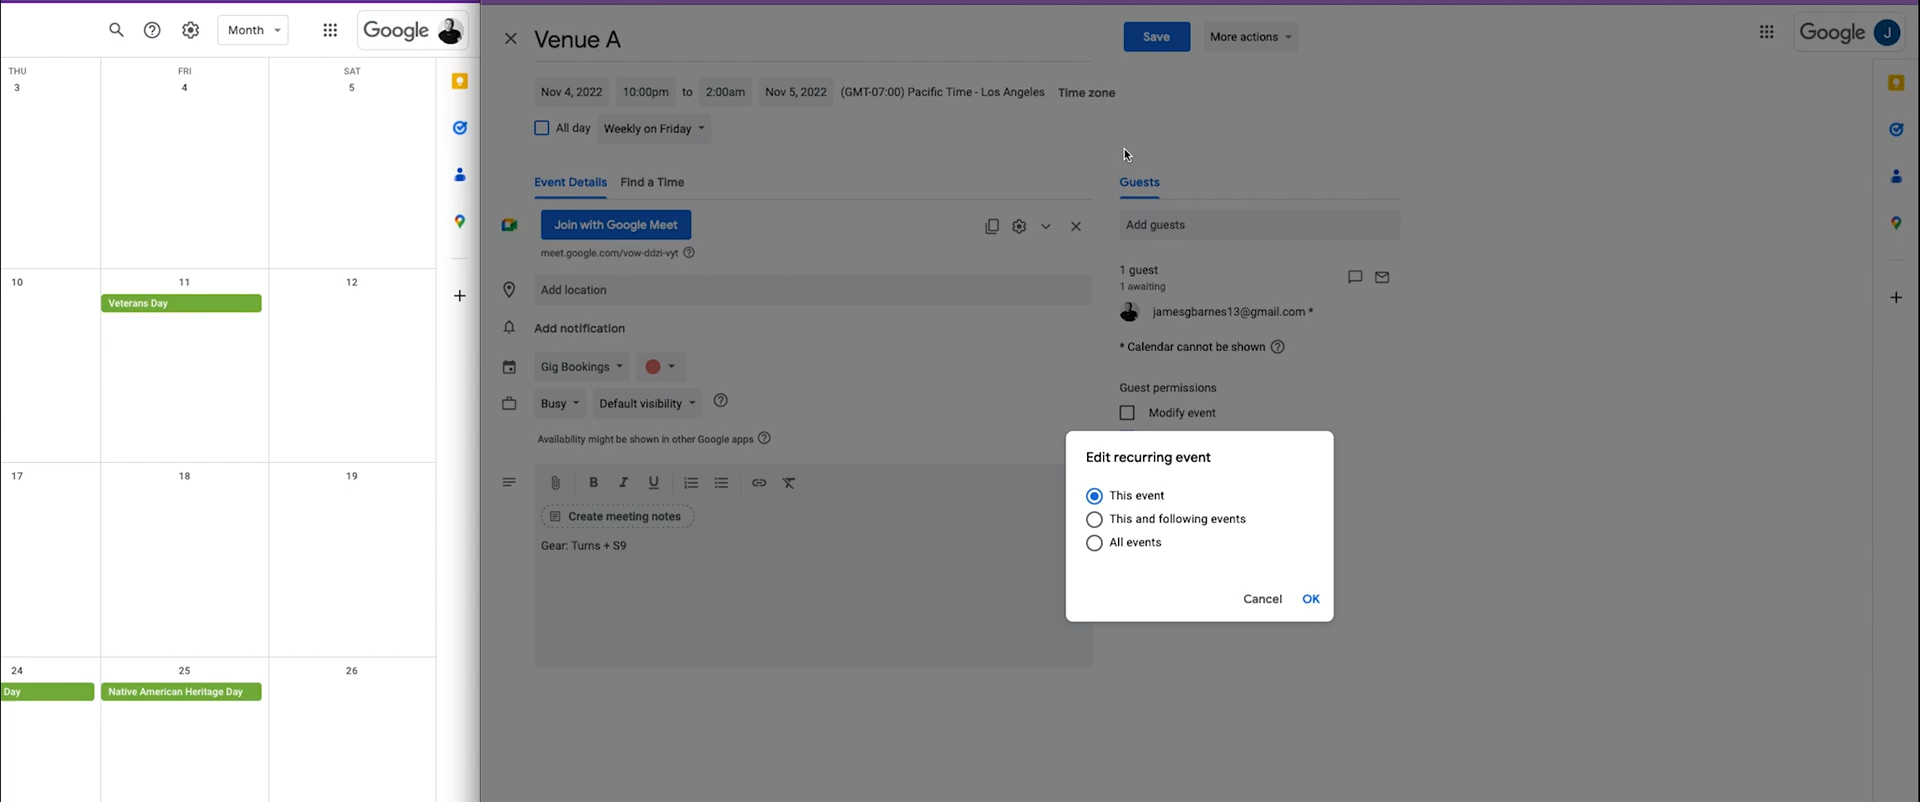 Month
Google
THU
3
FRI
4
SAT
5
10
11
12
Veterans Day
17
18
19
24
25
26
Day
Native American Heritage Day
Venue A
Save
More actions
Google
J
Nov 4, 2022 10:00pm to 2:00am Nov 5, 2022 (GMT-07:00) Pacific Time - Los Angeles Time zone
All day Weekly on Friday
Event Details Find a Time
Join with Google Meet
meet.google.com/vow-ddzi-vyt
Add location
Add notification
Gig Bookings
Busy Default visibility
Availability might be shown in other Google apps
B I U
Create meeting notes
Gear: Turns + S9
Guests
Add guests
1 guest
1 awaiting
jamesgbarnes13@gmail.com *
* Calendar cannot be shown
Guest permissions
Modify event
Edit recurring event
This event
This and following events
All events
Cancel OK